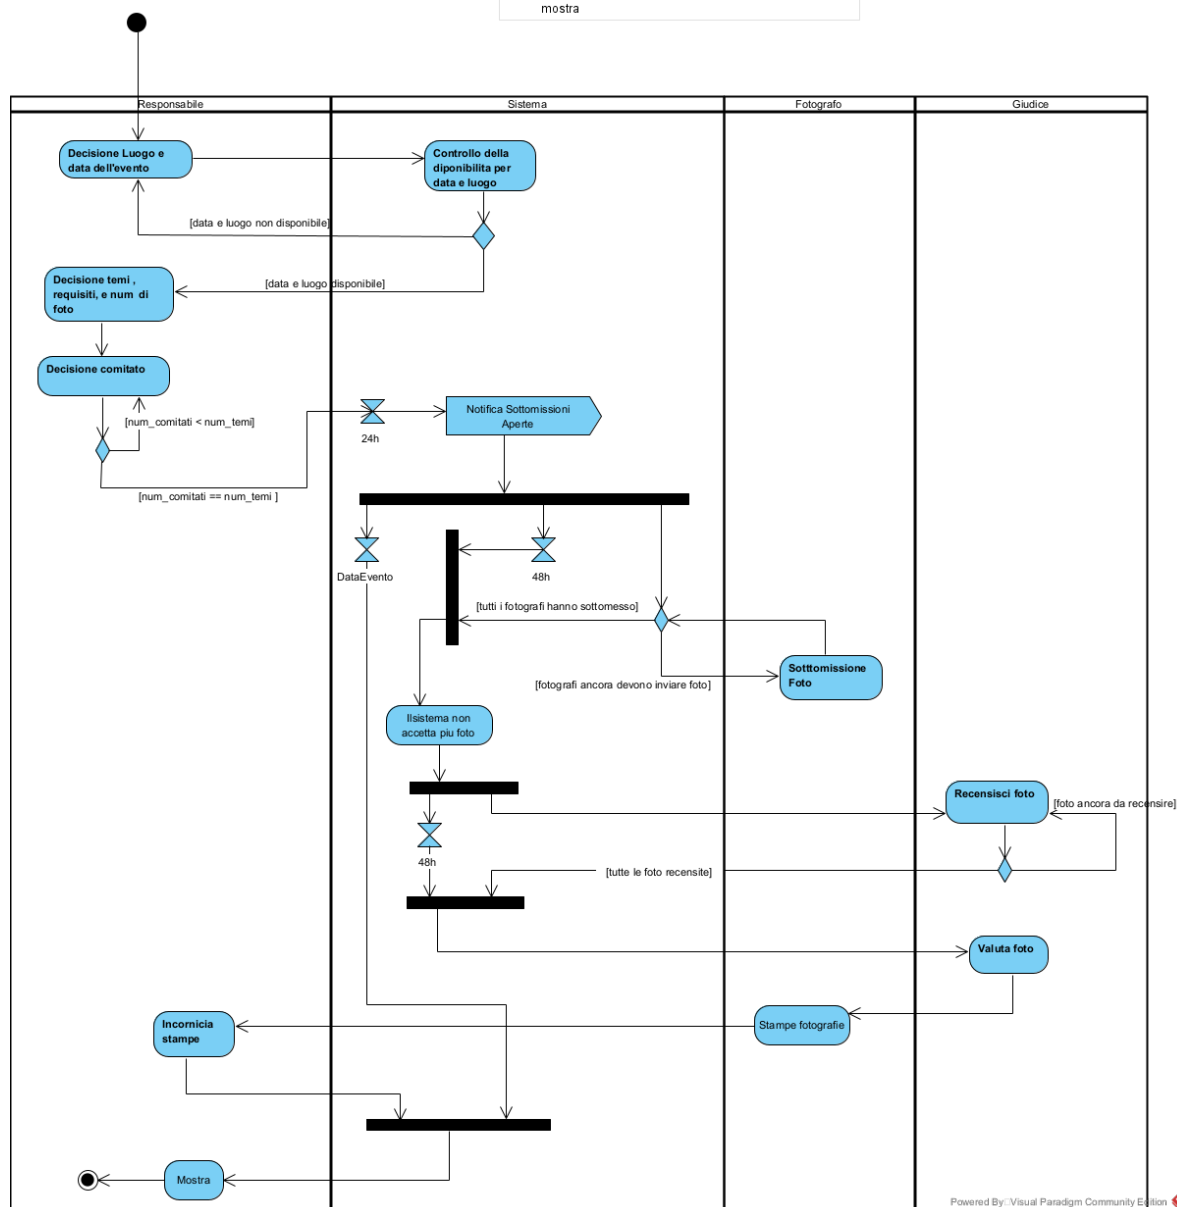 mostra
Responsabile
Sistema
Fotografo
Giudice
Decisione Luogo e
data dell'evento
Controllo della
diponibilita per
data e luogo
[data e luogo non disponibile]
Decisione temi ,
requisiti, e num di
foto
[data e luogo disponibile]
Decisione comitato
[num_comitati < num_temi]
24h
Notifica Sottomissioni
Aperte
[num_comitati == num_temi ]
DataEvento
48h
[tutti i fotografi hanno sottomesso]
Sotttomissione
Foto
[fotografi ancora devono inviare foto]
Ilsistema non
accetta piu foto
Recensisci foto
[foto ancora da recensire]
48h
[tutte le foto recensite]
Valuta foto
Incornicia
stampe
Stampe fotografie
Mostra
Powered By Visual Paradigm Community Edition